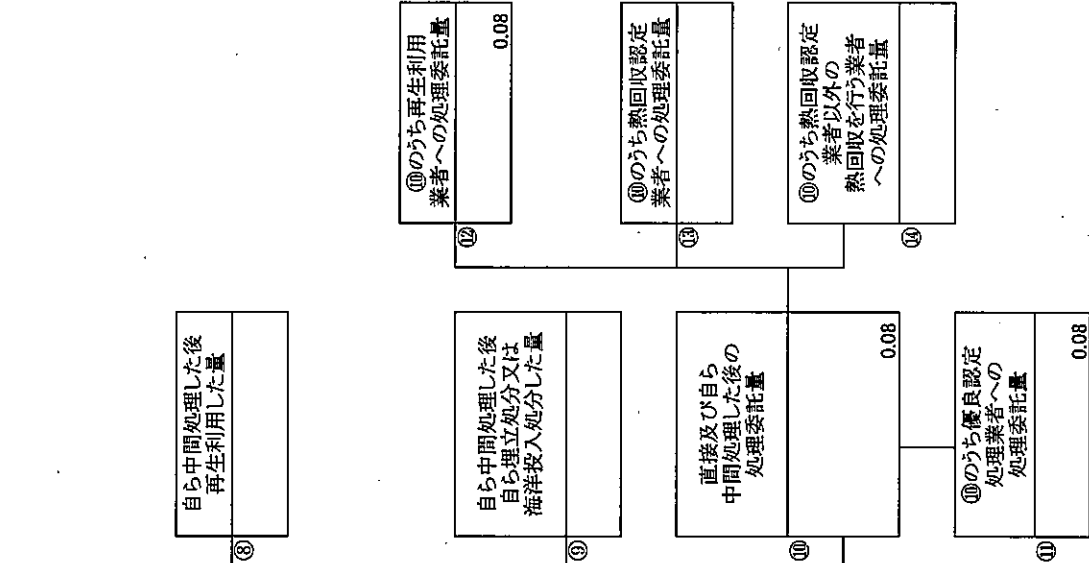 ⑧
自ら中間処理した後
再生利用した量
⑨
自ら中間処理した後
自ら埋立処分又は
海洋投入処分した量
⑩
直接及び自ら
中間処理した後の
処理委託量
0.08
⑪
⑩のうち優良認定
処理業者への
処理委託量
0.08
⑫
⑩のうち再生利用
業者への処理委託量
0.08
⑬
⑩のうち熱回収認定
業者への処理委託量
⑭
⑩のうち熱回収認定
業者以外の
熱回収を行う業者
への処理委託量